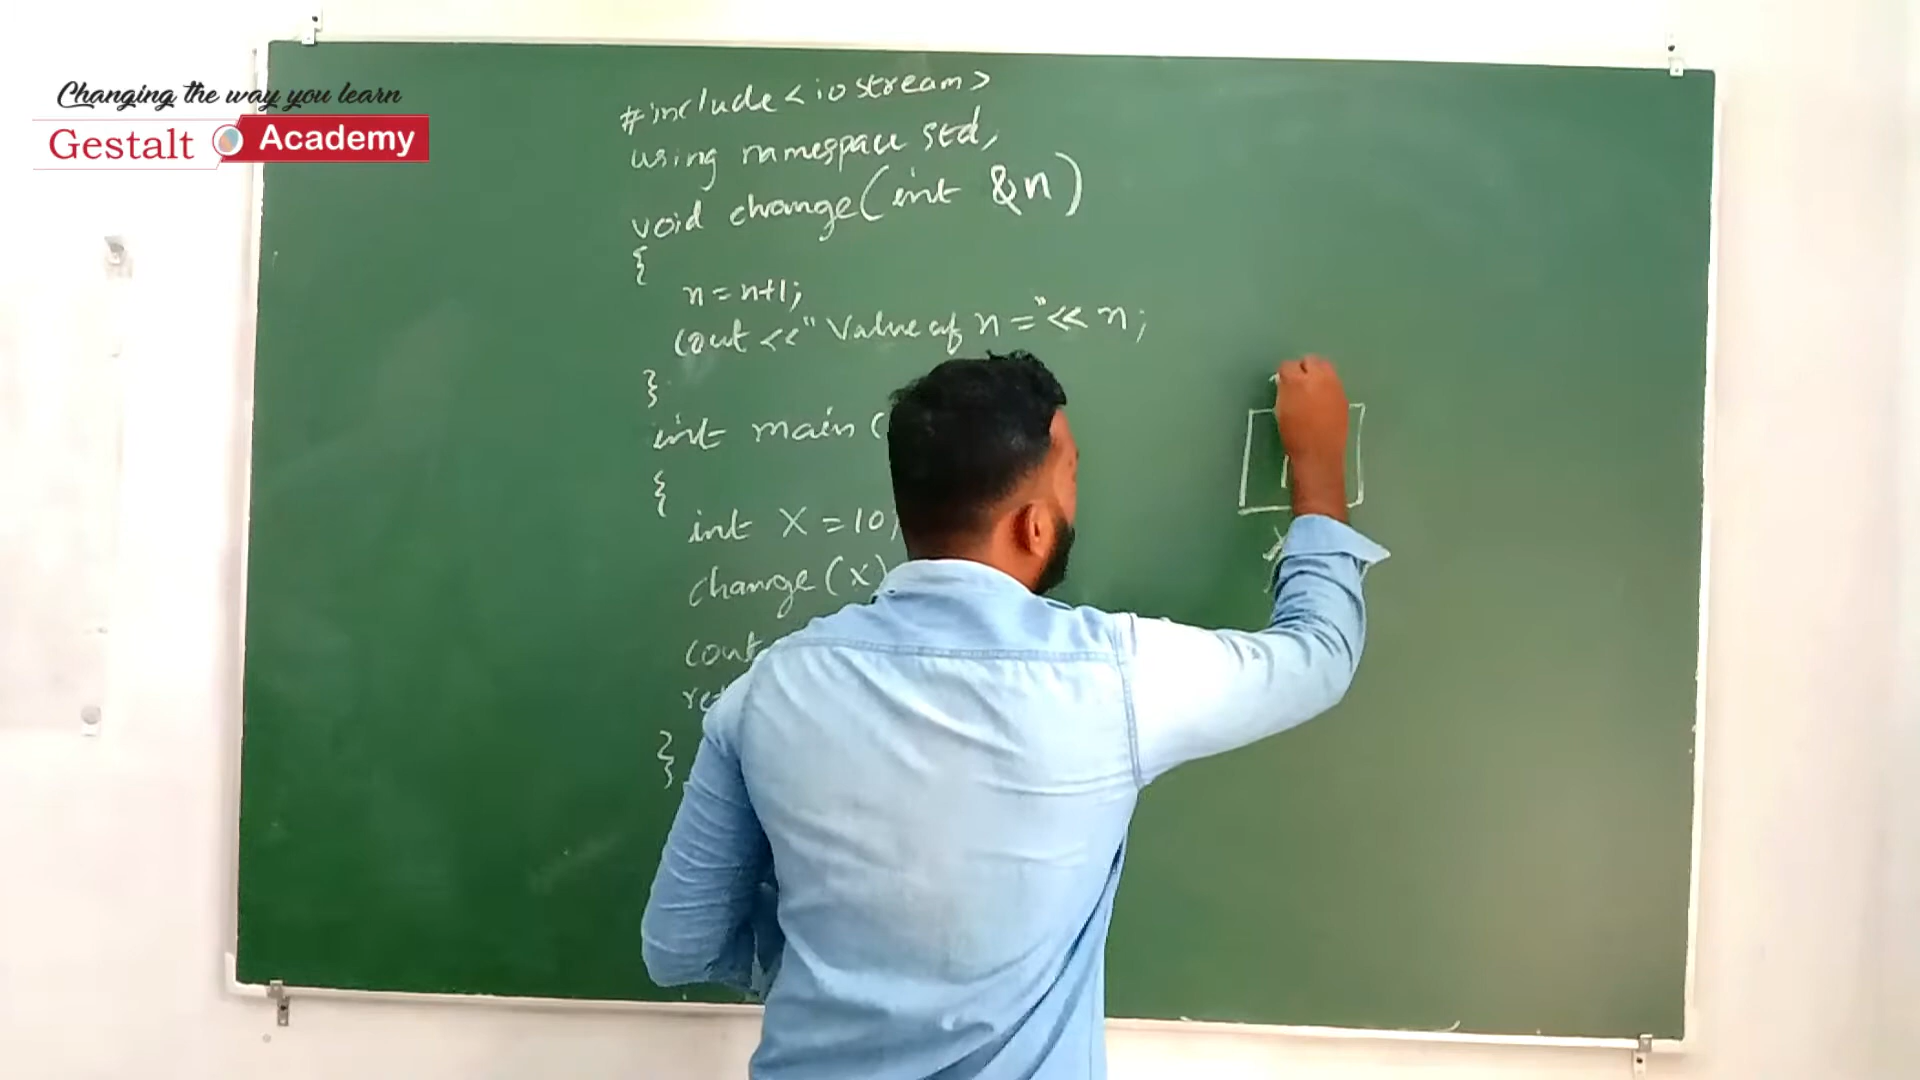 Changing the way you learn
Gestalt Academy
#include <iostream>
using namespace std,
void change(int &n)
{
n=n+1;
cout <<"Value of n ="<< n;
}
int main (
{
int X = 10;
change (x)
cout
}
X